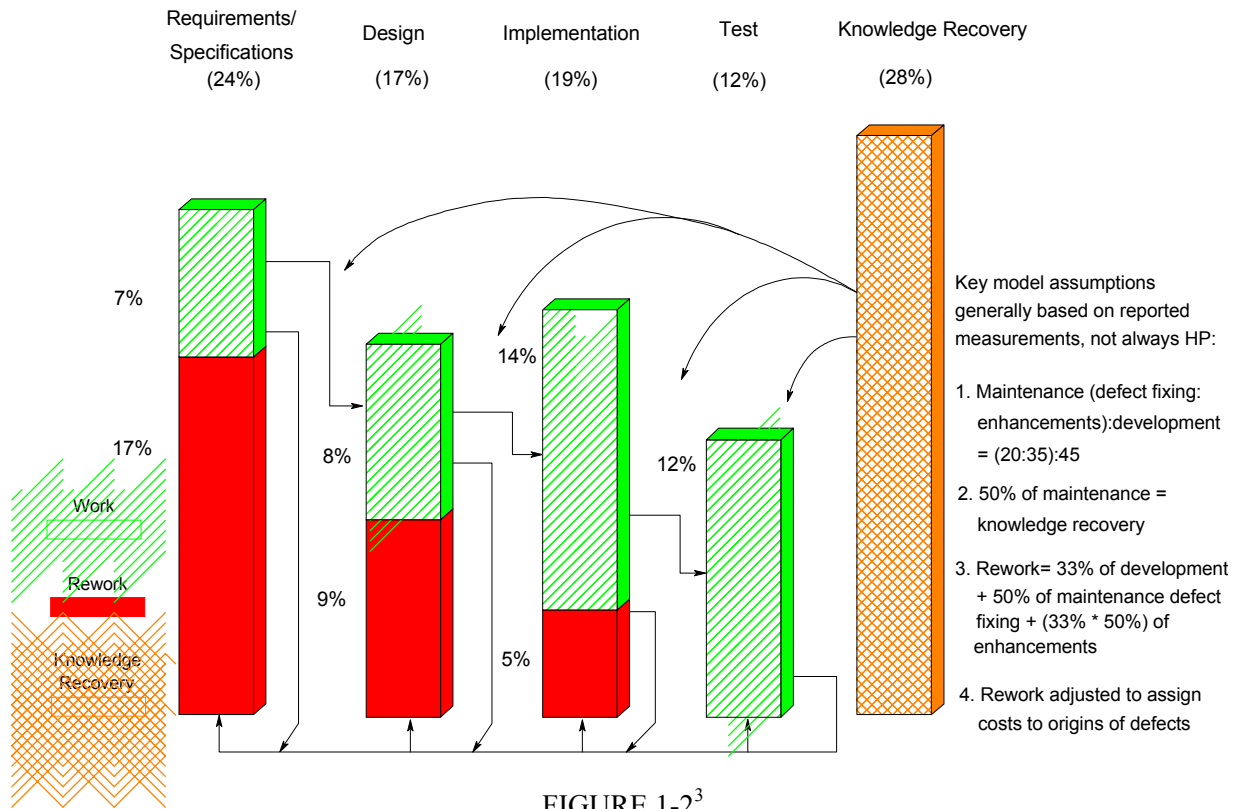 Requirements/
Specifications
(24%)
Design
(17%)
Implementation
(19%)
Test
(12%)
Knowledge Recovery
(28%)
7%
17%
8%
9%
14%
5%
12%
Work
Rework
Knowledge
Recovery
Key model assumptions
generally based on reported
measurements, not always HP:
1. Maintenance (defect fixing:
enhancements):development
= (20:35):45
2. 50% of maintenance =
knowledge recovery
3. Rework= 33% of development
+ 50% of maintenance defect
fixing + (33% * 50%) of
enhancements
4. Rework adjusted to assign
costs to origins of defects
FIGURE 1-2³